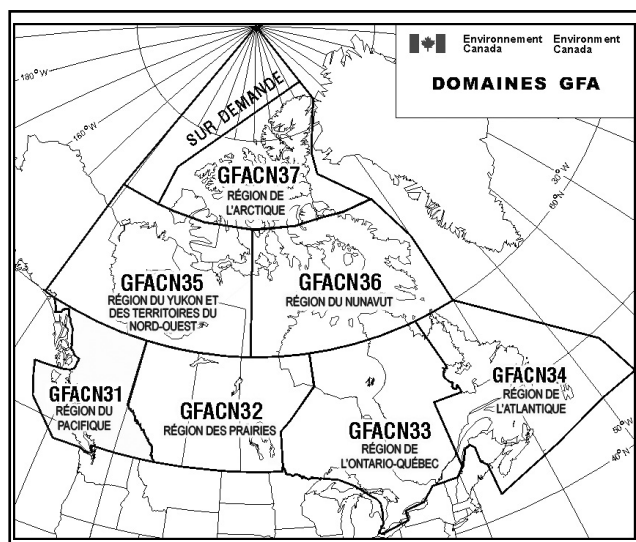 Environnement Environment
Canada Canada
DOMAINES GFA
180°W
160°W
SUR DEMANDE
GFACN37
RÉGION DE
L'ARCTIQUE
30°W
60°N
GFACN35
RÉGION DU YUKON ET
DES TERRITOIRES DU
NORD-OUEST
GFACN36
RÉGION DU NUNAVUT
GFACN31
RÉGION DU
PACIFIQUE
GFACN32
RÉGION DES PRAIRIES
GFACN33
RÉGION DE
L'ONTARIO-QUÉBEC
GFACN34
RÉGION DE
L'ATLANTIQUE
50°W
40°N